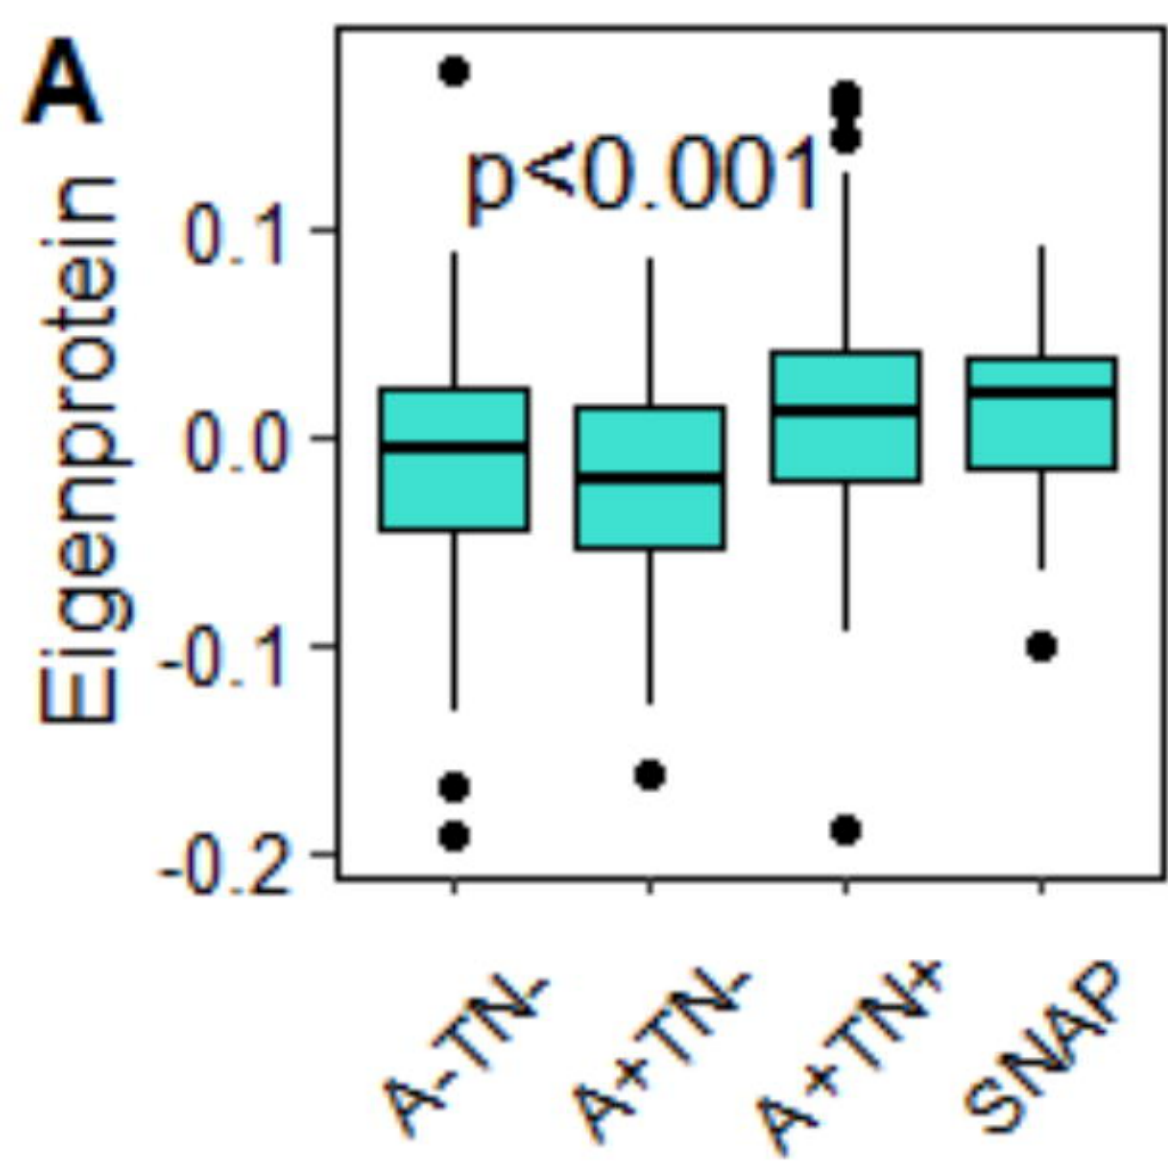 A
p<0.001
Eigenprotein
0.1
0.0
-0.1
-0.2
A-TN-
A+TN-
A+TN+
SNAP